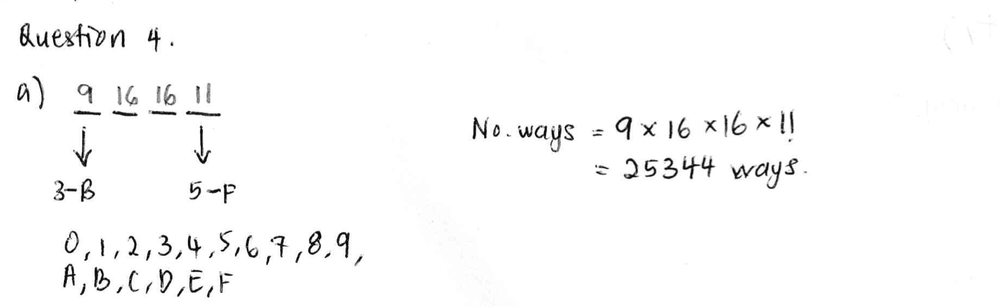 Question 4.
a) 9 16 16 11
↓ ↓
3-B 5-F
0,1,2,3,4,5,6,7,8,9,
A,B,C,D,E,F
No. ways = 9 × 16 × 16 × 11
= 25344 ways.